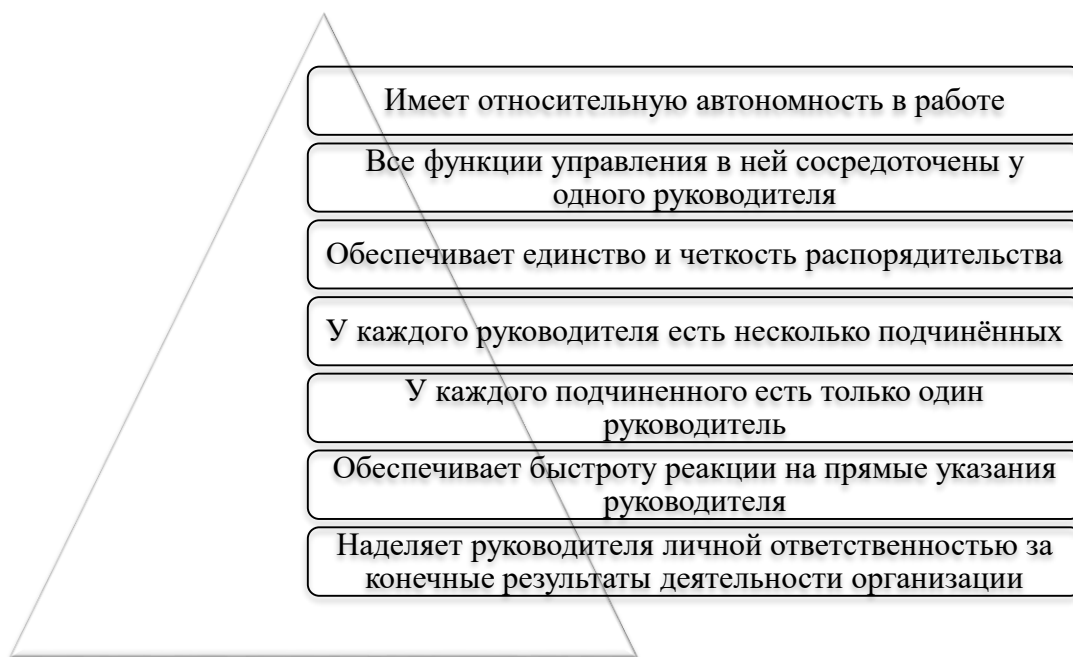 Имеет относительную автономность в работе
Все функции управления в ней сосредоточены у
одного руководителя
Обеспечивает единство и четкость распорядительства
У каждого руководителя есть несколько подчинённых
У каждого подчиненного есть только один
руководитель
Обеспечивает быстроту реакции на прямые указания
руководителя
Наделяет руководителя личной ответственностью за
конечные результаты деятельности организации